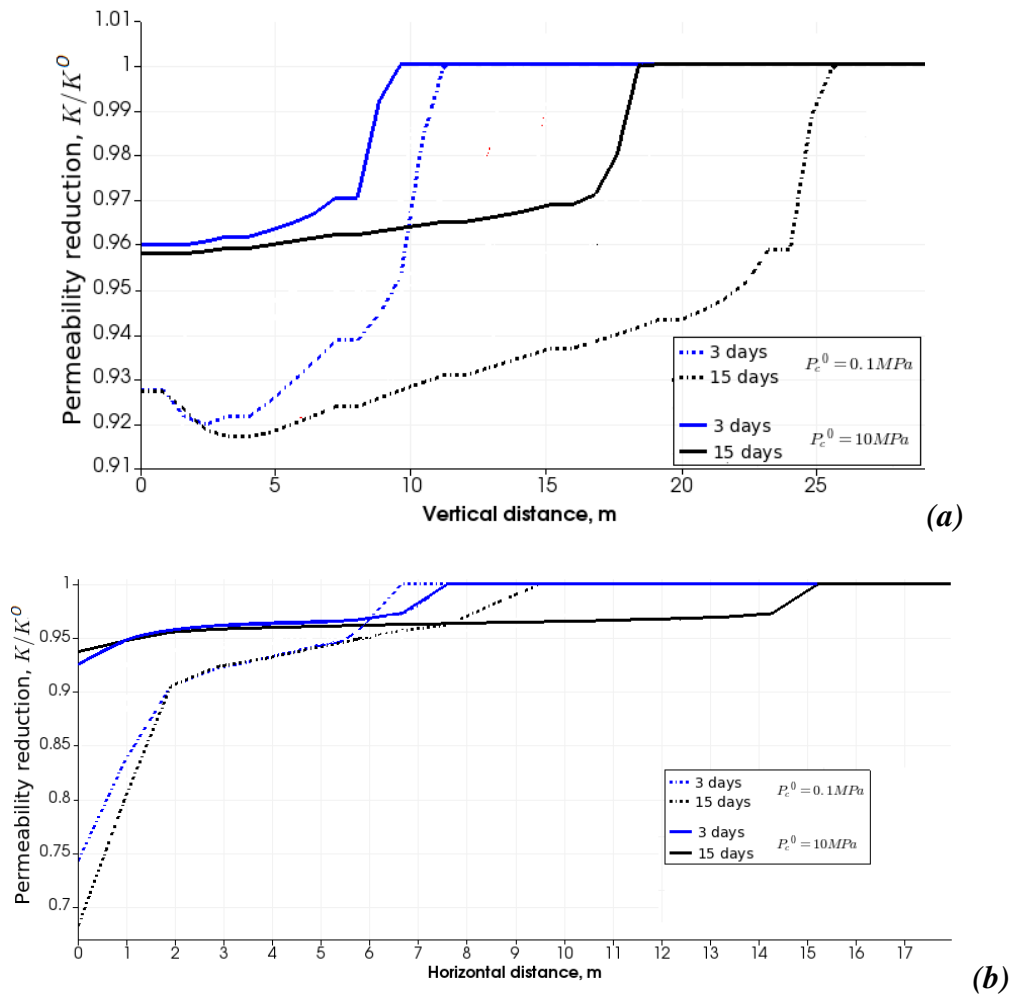 1.01
1
0.99
0.98
0.97
0.96
0.95
0.94
0.93
0.92
0.91
Permeability reduction, K/K^O
0 5 10 15 20 25
Vertical distance, m
3 days
15 days
P_c^0 = 0.1MPa
3 days
15 days
P_c^0 = 10MPa
(a)
1
0.95
0.9
0.85
0.8
0.75
0.7
Permeability reduction, K/K^O
0 1 2 3 4 5 6 7 8 9 10 11 12 13 14 15 16 17
Horizontal distance, m
3 days
15 days
P_c^0 = 0.1MPa
3 days
15 days
P_c^0 = 10MPa
(b)